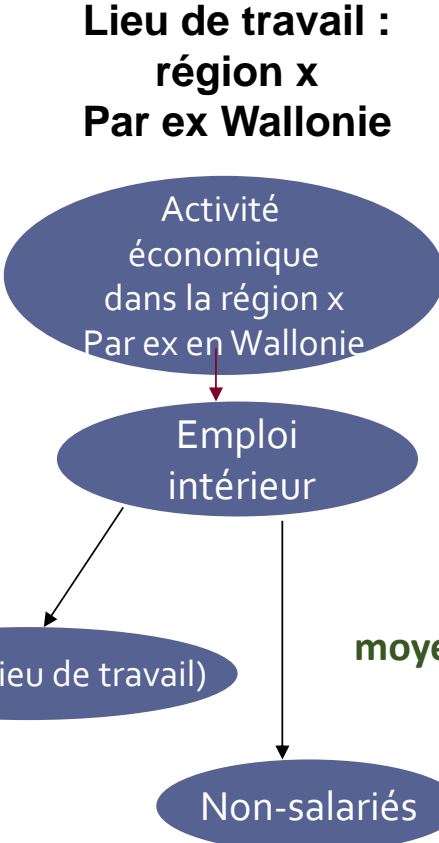 Lieu de travail :
région x
Par ex Wallonie
Activité
économique
dans la région x
Par ex en Wallonie
Emploi
intérieur
ieu de travail)
moye
Non-salariés